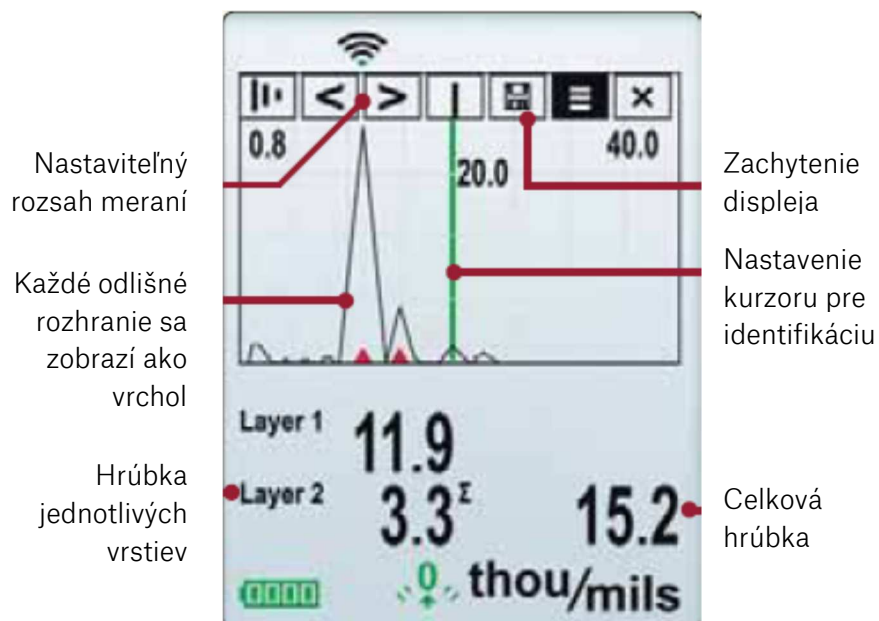 0.8
40.0
20.0
Nastaviteľný
rozsah meraní
Každé odlišné
rozhranie sa
zobrazí ako
vrchol
Hrúbka
jednotlivých
vrstiev
Zachytenie
displeja
Nastavenie
kurzoru pre
identifikáciu
Celková
hrúbka
Layer 1
11.9
Layer 2
3.3 Σ
15.2
0
thou/mils